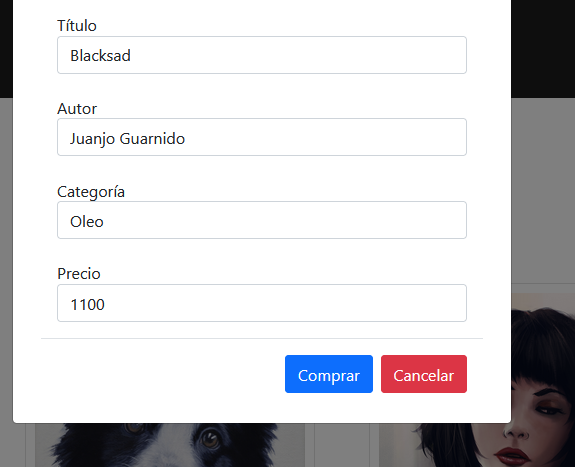 Título
Blacksad
Autor
Juanjo Guarnido
Categoría
Oleo
Precio
1100
Comprar Cancelar